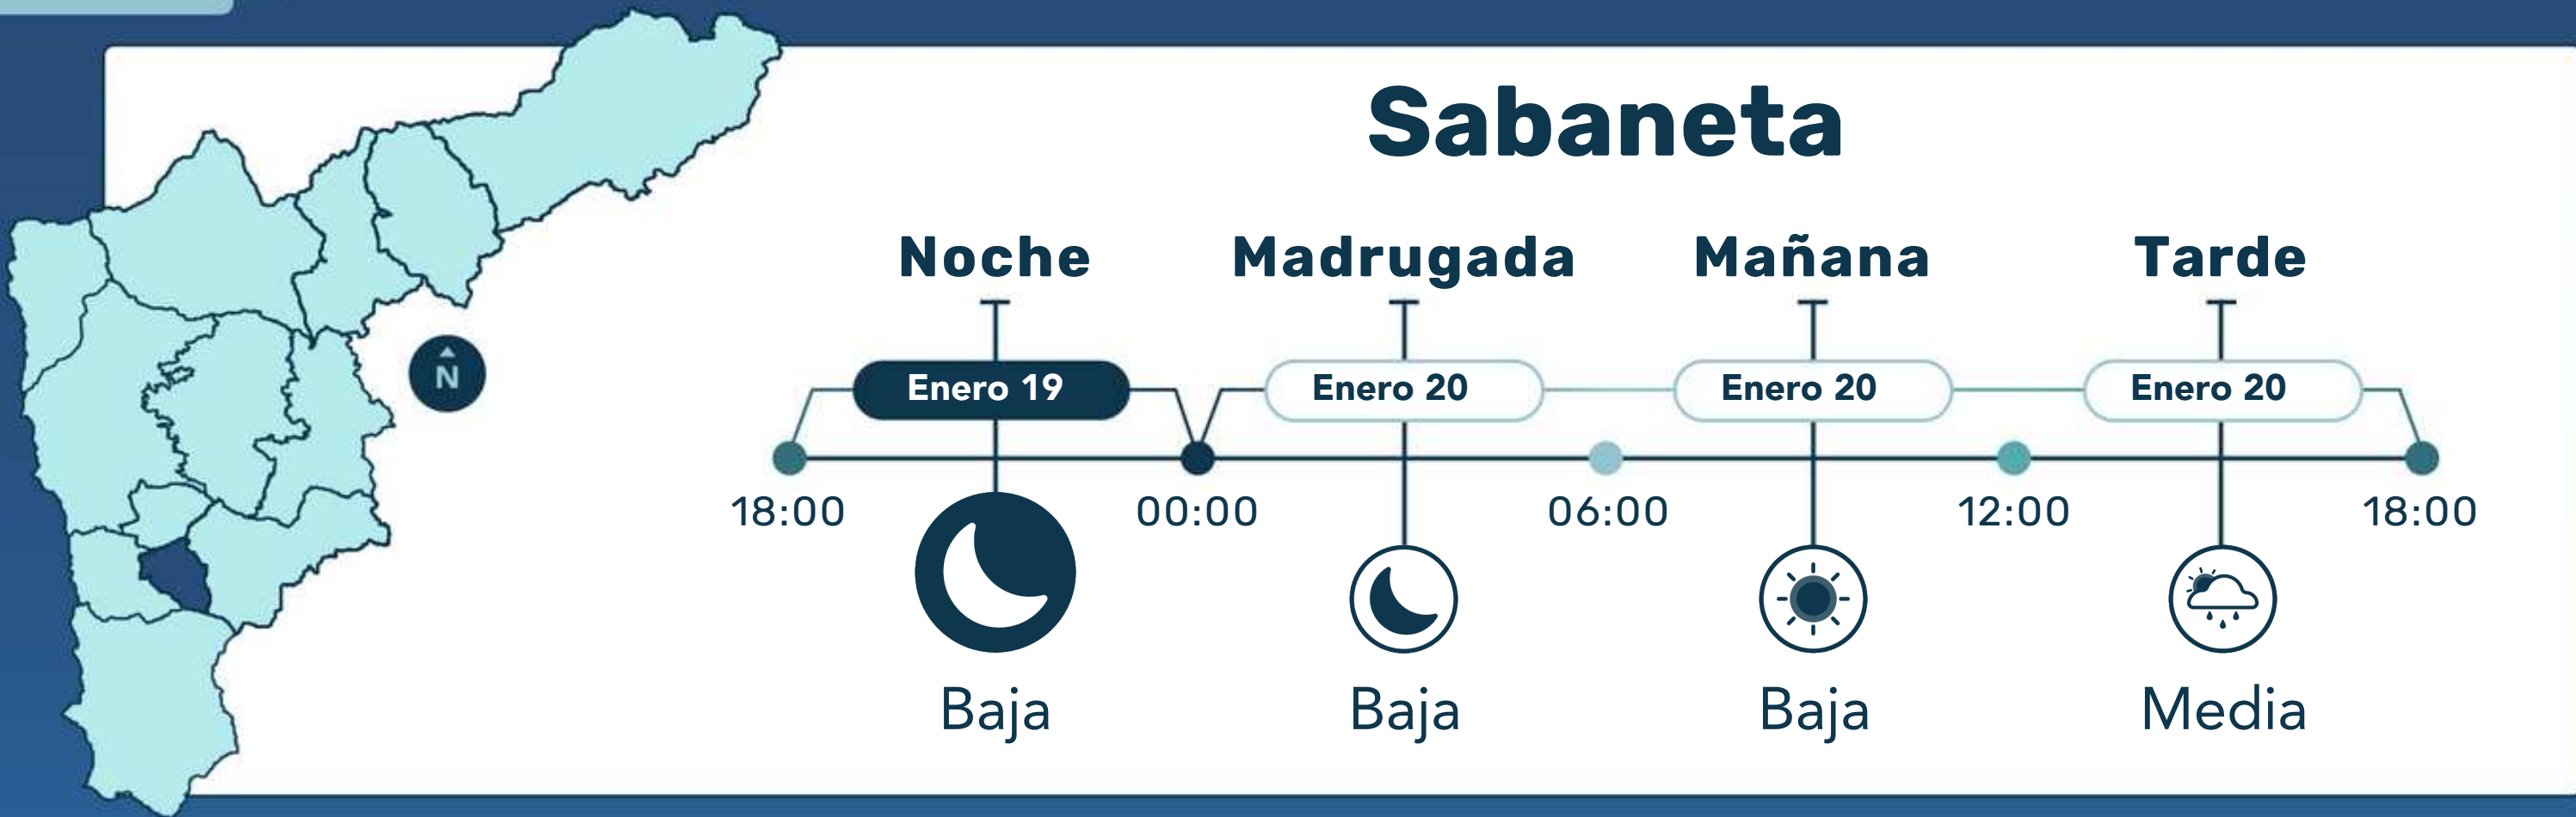 Sabaneta
Noche Madrugada Mañana Tarde
Enero 19 Enero 20 Enero 20 Enero 20
N
18:00 00:00 06:00 12:00 18:00
Baja Baja Baja Media